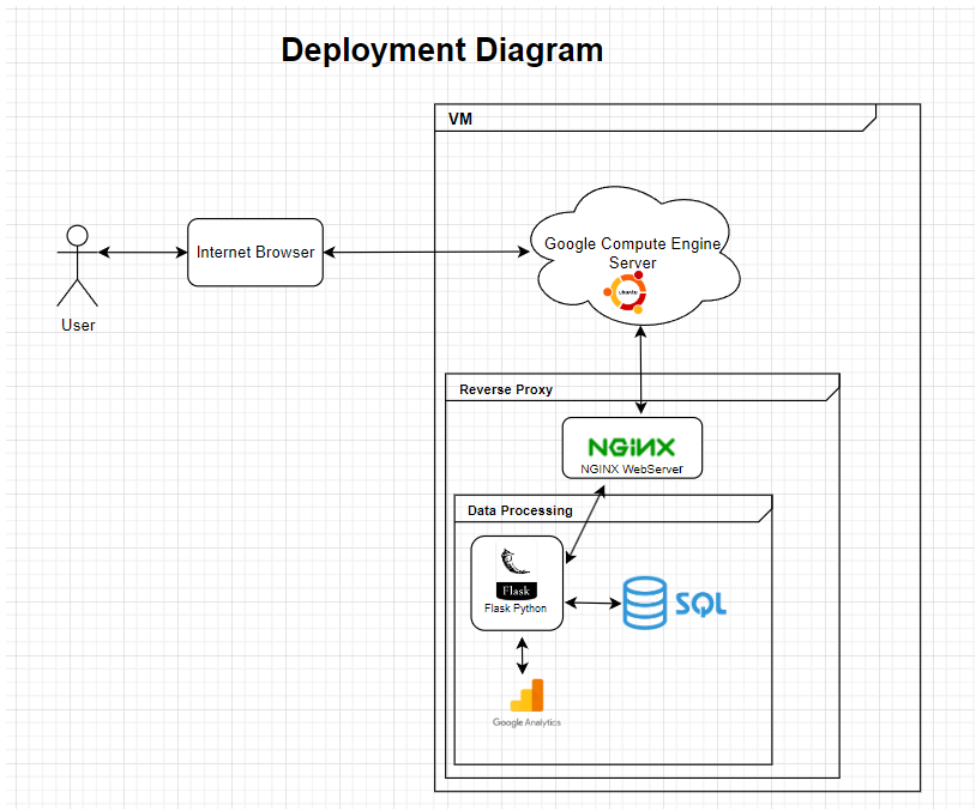 Deployment Diagram
VM
Internet Browser
Google Compute Engine
Server
ubuntu
User
Reverse Proxy
NGINX
NGINX WebServer
Data Processing
Flask
Flask Python
SQL
Google Analytics